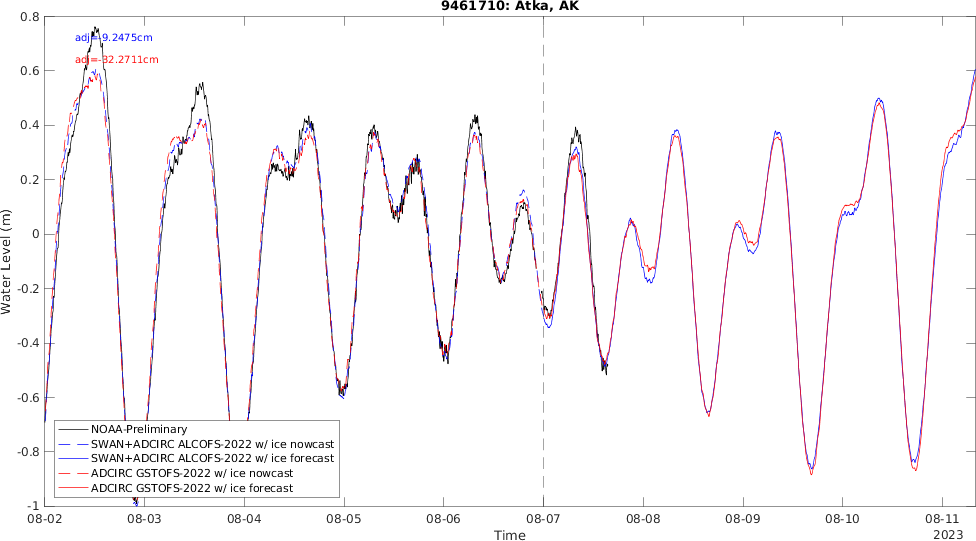 9461710: Atka, AK
adj=-9.2475cm
adj=-32.2711cm
0.8
0.6
0.4
0.2
0
-0.2
-0.4
-0.6
-0.8
-1
Water Level (m)
NOAA-Preliminary
SWAN+ADCIRC ALCOFS-2022 w/ ice nowcast
SWAN+ADCIRC ALCOFS-2022 w/ ice forecast
ADCIRC GSTOFS-2022 w/ ice nowcast
ADCIRC GSTOFS-2022 w/ ice forecast
08-02 08-03 08-04 08-05 08-06 08-07 08-08 08-09 08-10 08-11
Time
2023